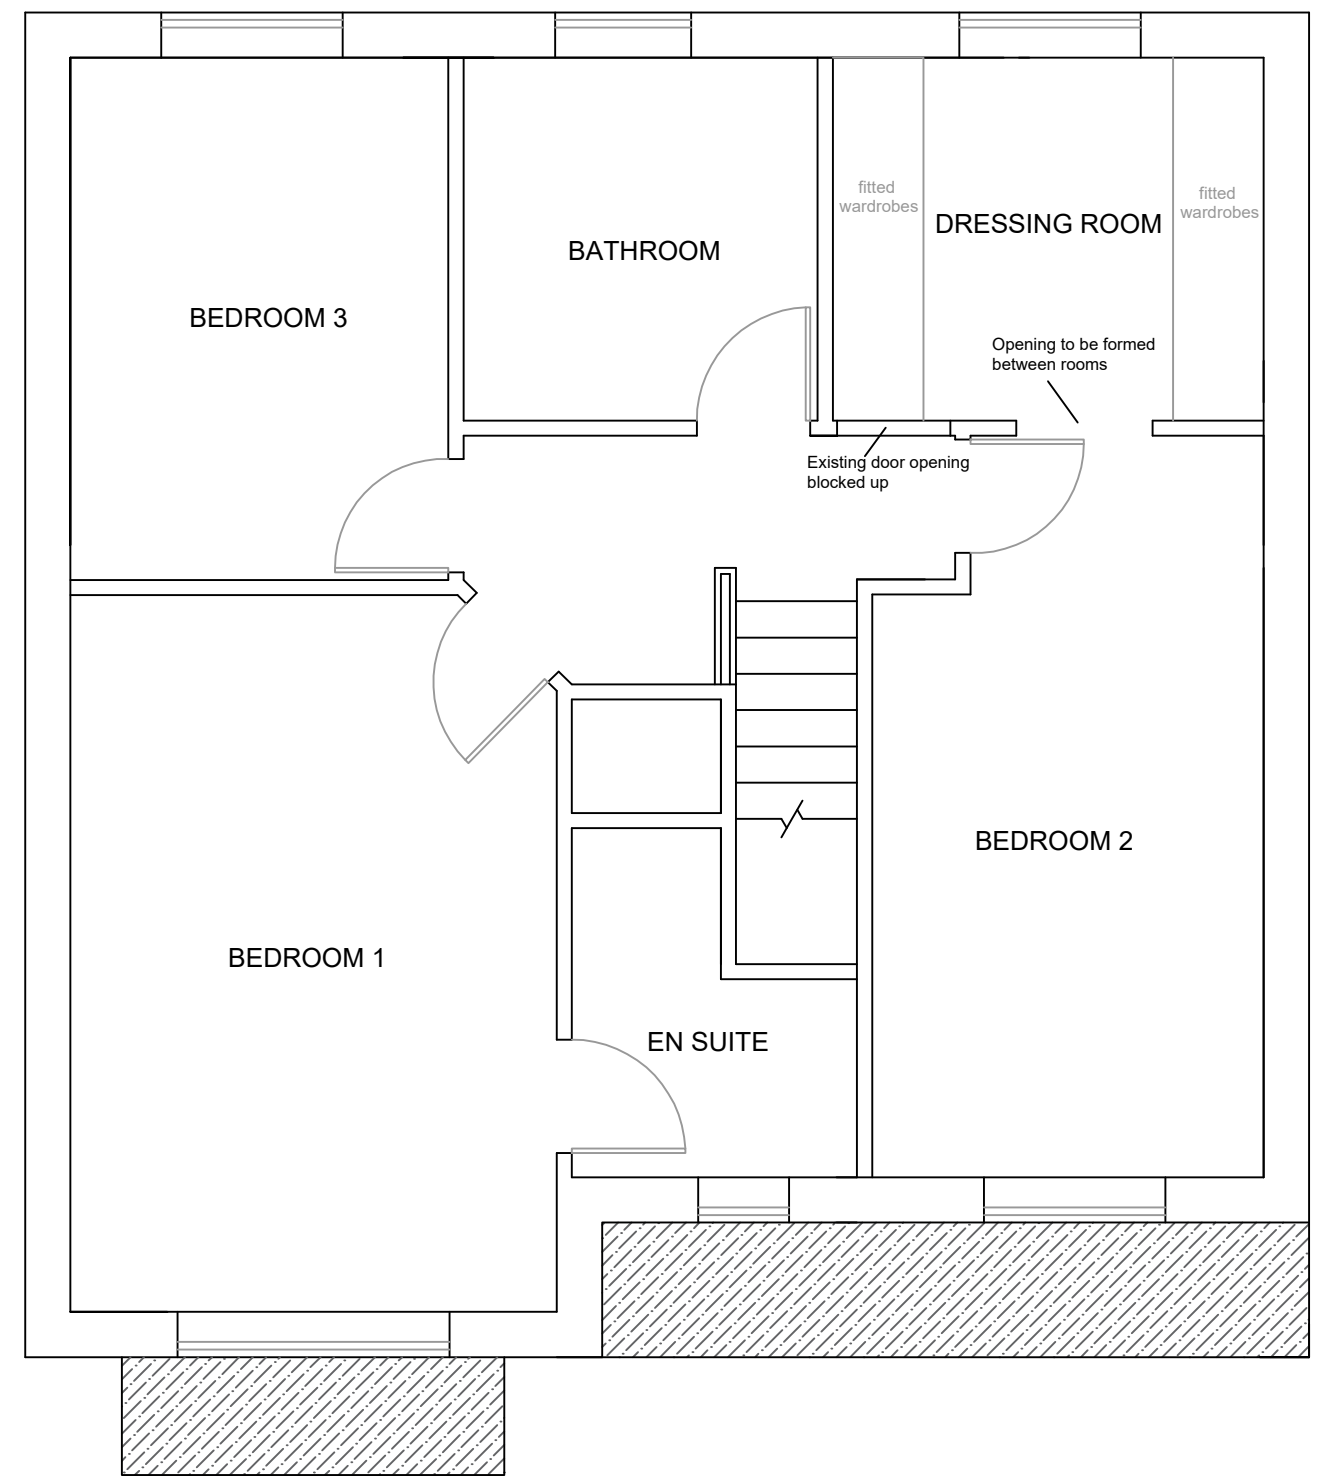 fitted
wardrobes
fitted
wardrobes
DRESSING ROOM
BATHROOM
BEDROOM 3
Opening to be formed
between rooms
Existing door opening
blocked up
BEDROOM 2
BEDROOM 1
EN SUITE